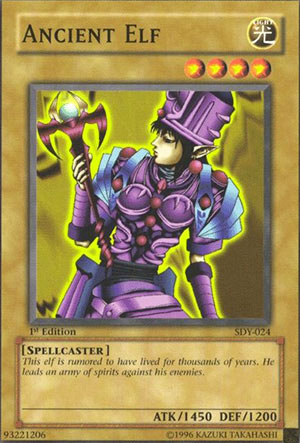 ANCIENT ELF
LIGHT
光
1st Edition
SDY-024
[SPELLCASTER]
This elf is rumored to have lived for thousands of years. He
leads an army of spirits against his enemies.
ATK/1450 DEF/1200
93221206
©1996 KAZUKI TAKAHASHI